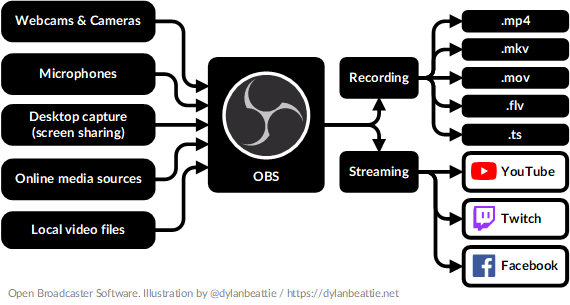 Webcams & Cameras
Microphones
Desktop capture
(screen sharing)
Online media sources
Local video files
OBS
Recording
Streaming
.mp4
.mkv
.mov
.flv
.ts
YouTube
Twitch
Facebook
Open Broadcaster Software. Illustration by @dylanbeattie / https://dylanbeattie.net